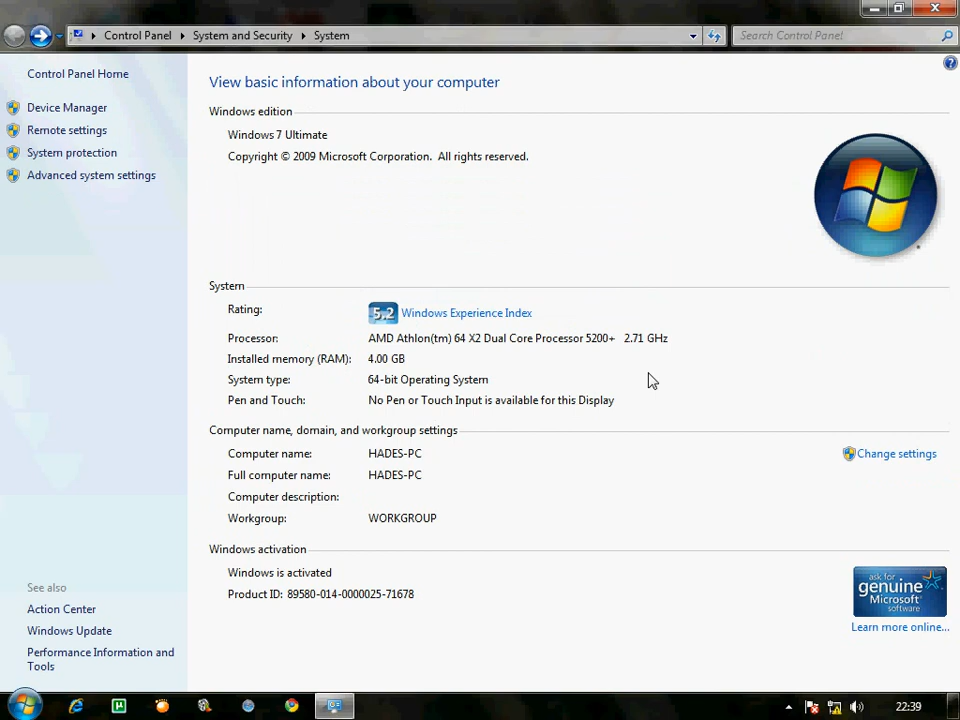 Control Panel System and Security System
Search Control Panel
Control Panel Home
Device Manager
Remote settings
System protection
Advanced system settings
See also
Action Center
Windows Update
Performance Information and
Tools
View basic information about your computer
Windows edition
Windows 7 Ultimate
Copyright © 2009 Microsoft Corporation. All rights reserved.
System
Rating: 5.2 Windows Experience Index
Processor: AMD Athlon(tm) 64 X2 Dual Core Processor 5200+ 2.71 GHz
Installed memory (RAM): 4.00 GB
System type: 64-bit Operating System
Pen and Touch: No Pen or Touch Input is available for this Display
Computer name, domain, and workgroup settings
Computer name: HADES-PC
Change settings
Full computer name: HADES-PC
Computer description:
Workgroup: WORKGROUP
Windows activation
Windows is activated
Product ID: 89580-014-0000025-71678
ask for
genuine
Microsoft
software
Learn more online...
22:39